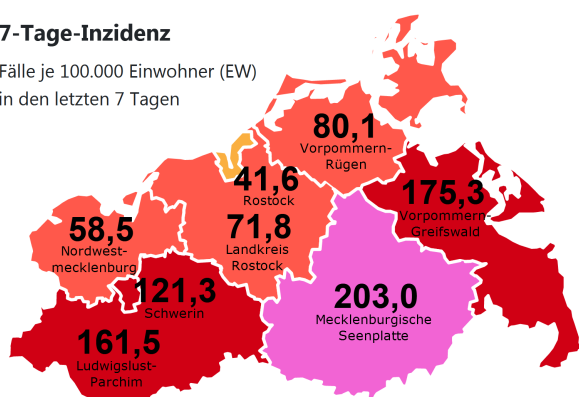 7-Tage-Inzidenz
Fälle je 100.000 Einwohner (EW)
in den letzten 7 Tagen
80,1
Vorpommern-
Rügen
41,6
Rostock
175,3
Vorpommern-
Greifswald
58,5
Nordwest-
mecklenburg
71,8
Landkreis
Rostock
121,3
Schwerin
203,0
Mecklenburgische
Seenplatte
161,5
Ludwigslust-
Parchim